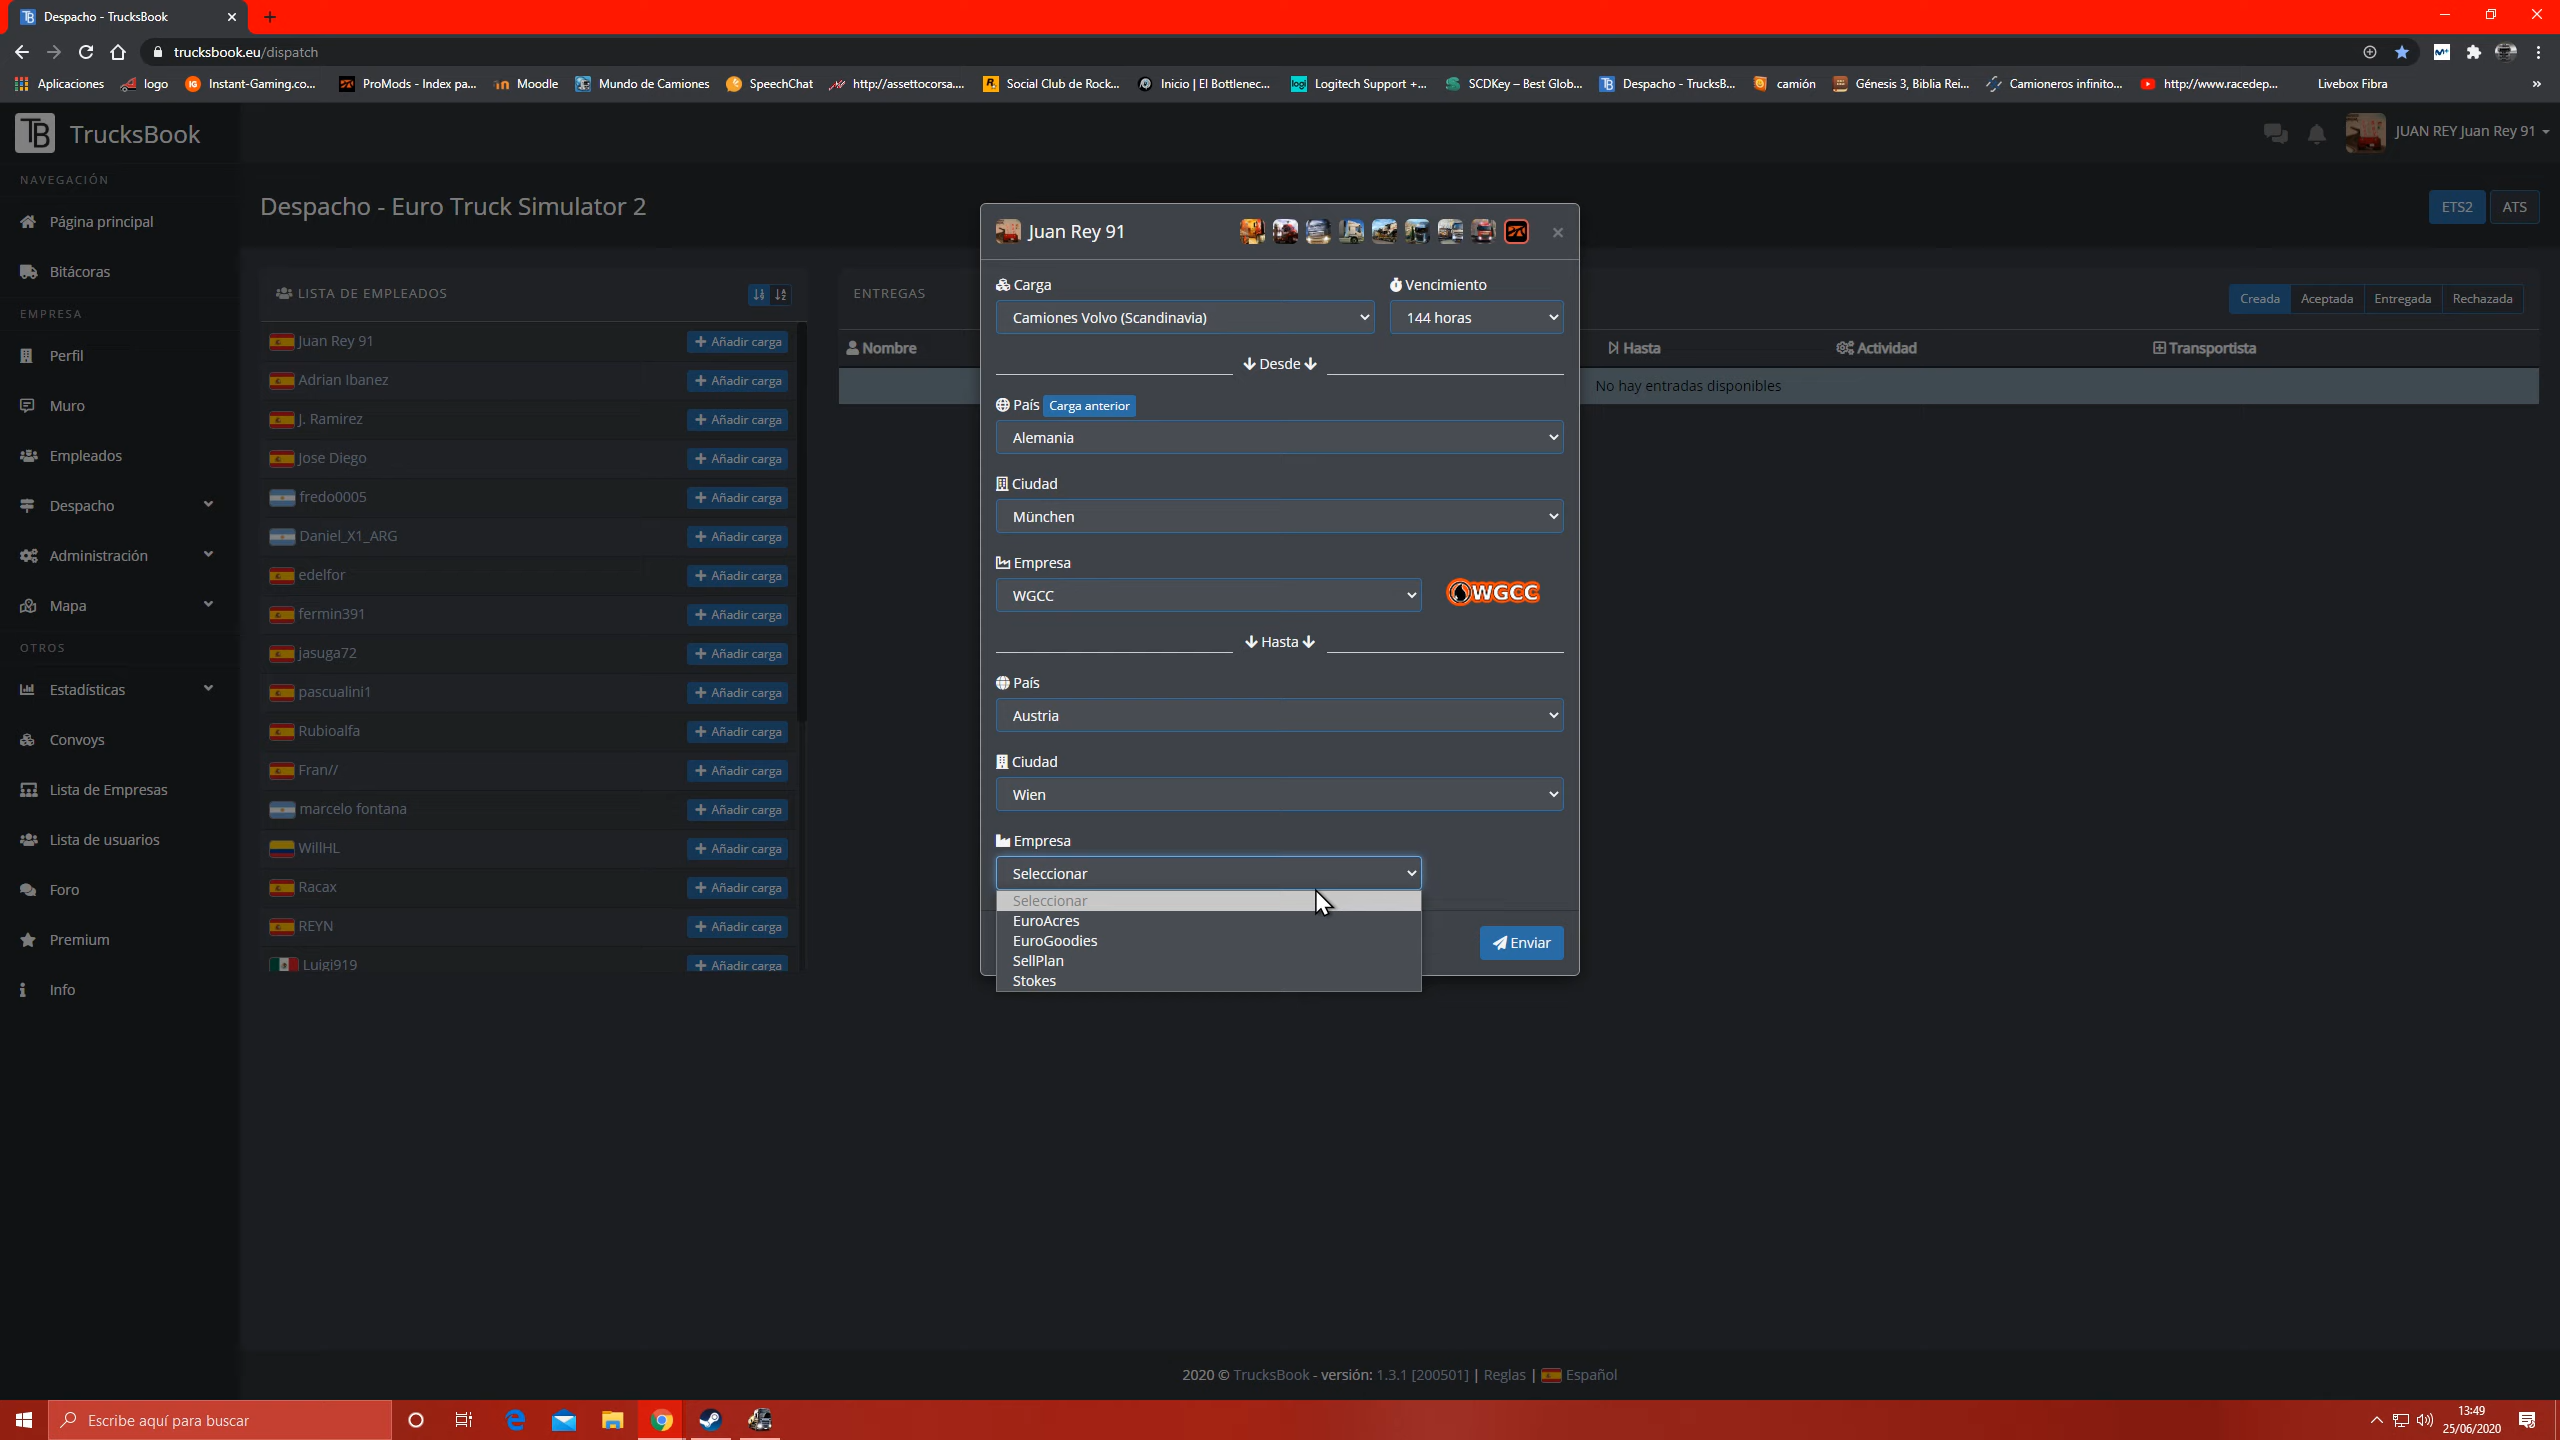 Despacho - TrucksBook
trucksbook.eu/dispatch
Aplicaciones
logo
Instant-Gaming.co...
ProMods - Index pa...
Moodle
Mundo de Camiones
SpeechChat
http://assettocorsa....
Social Club de Rock...
Inicio | El Bottlenec...
Logitech Support +...
SCDKey – Best Glob...
Despacho - TrucksB...
camión
Génesis 3, Biblia Rei...
Camioneros infinito...
http://www.racedep...
Livebox Fibra
TB TrucksBook
JUAN REY Juan Rey 91
NAVEGACIÓN
Página principal
Bitácoras
EMPRESA
Perfil
Muro
Empleados
Despacho
Administración
Mapa
OTROS
Estadísticas
Convoys
Lista de Empresas
Lista de usuarios
Foro
Premium
Info
Despacho - Euro Truck Simulator 2
ETS2 ATS
LISTA DE EMPLEADOS
Juan Rey 91 Añadir carga
Adrian Ibanez Añadir carga
J. Ramirez Añadir carga
Jose Diego Añadir carga
fredo0005 Añadir carga
Daniel_X1_ARG Añadir carga
edelfor Añadir carga
fermin391 Añadir carga
jasuga72 Añadir carga
pascualini1 Añadir carga
Rubioalfa Añadir carga
Fran// Añadir carga
marcelo fontana Añadir carga
WillHL Añadir carga
Racax Añadir carga
REYN Añadir carga
Luigi919 Añadir carga
ENTREGAS
Creada Aceptada Entregada Rechazada
Nombre Hasta Actividad Transportista
No hay entradas disponibles
Juan Rey 91
Carga Vencimiento
Camiones Volvo (Scandinavia) 144 horas
Desde
País Carga anterior
Alemania
Ciudad
München
Empresa
WGCC WGCC
Hasta
País
Austria
Ciudad
Wien
Empresa
Seleccionar
Seleccionar
EuroAcres
EuroGoodies
SellPlan
Stokes
Enviar
2020 © TrucksBook - versión: 1.3.1 [200501] | Reglas | Español
Escribe aquí para buscar
13:49
25/06/2020